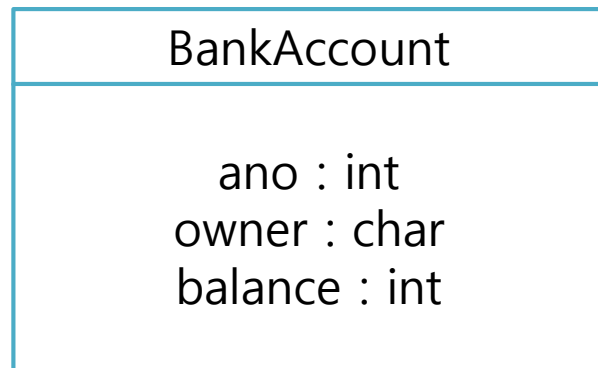 BankAccount
ano : int
owner : char
balance : int